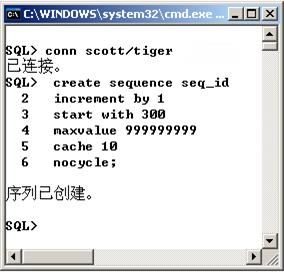 C:\WINDOWS\system32\cmd.exe
SQL> conn scott/tiger
已连接。
SQL>  create sequence seq_id
  2   increment by 1
  3   start with 300
  4   maxvalue 999999999
  5   cache 10
  6   nocycle;
序列已创建。
SQL>